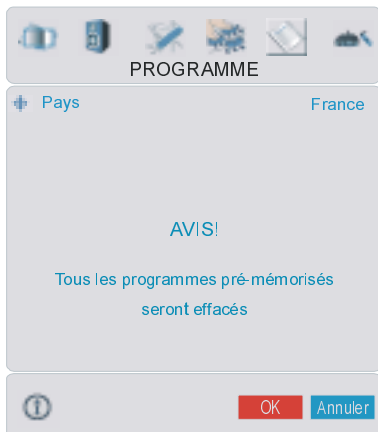 PROGRAMME
Pays France
AVIS!
Tous les programmes pré-mémorisés
seront effacés
OK Annuler